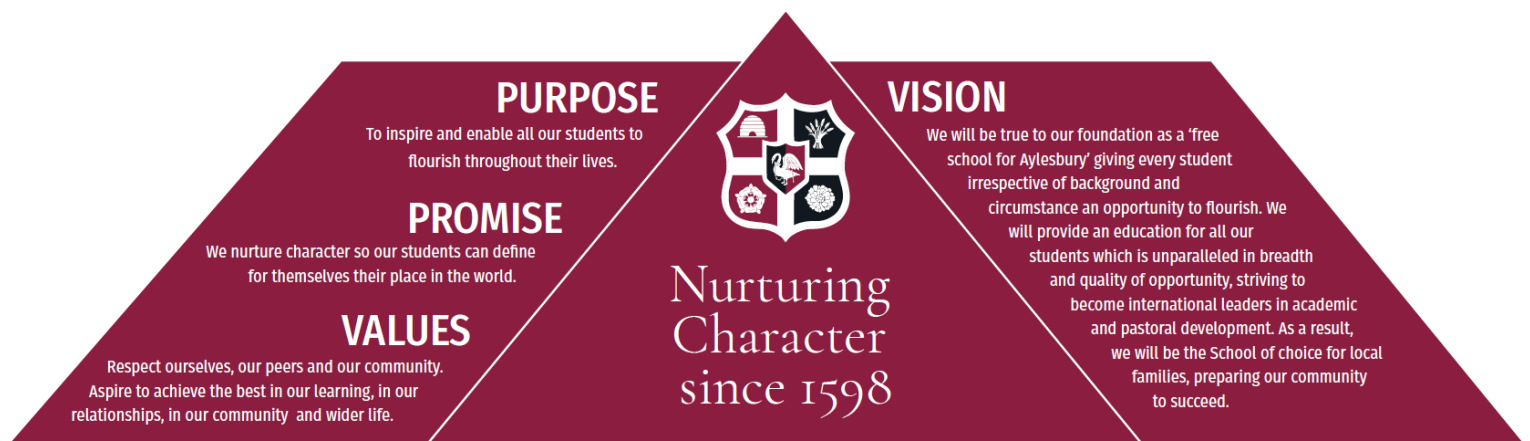 PURPOSE
To inspire and enable all our students to
flourish throughout their lives.
PROMISE
We nurture character so our students can define
for themselves their place in the world.
VALUES
Respect ourselves, our peers and our community.
Aspire to achieve the best in our learning, in our
relationships, in our community and wider life.
Nurturing
Character
since 1598
VISION
We will be true to our foundation as a ‘free
school for Aylesbury’ giving every student
irrespective of background and
circumstance an opportunity to flourish. We
will provide an education for all our
students which is unparalleled in breadth
and quality of opportunity, striving to
become international leaders in academic
and pastoral development. As a result,
we will be the School of choice for local
families, preparing our community
to succeed.